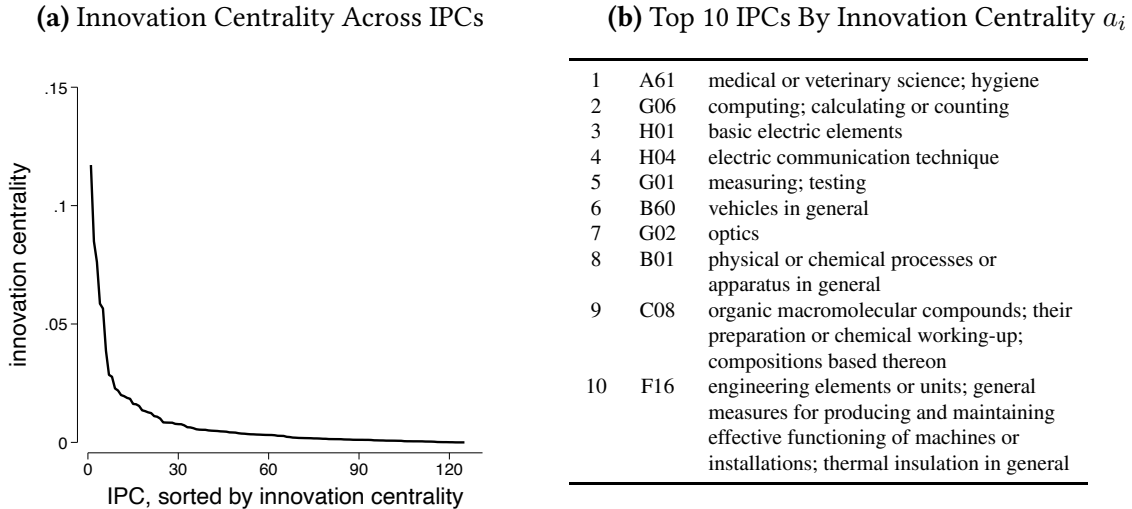 (a) Innovation Centrality Across IPCs
.15
.1
.05
0
innovation centrality
0 30 60 90 120
IPC, sorted by innovation centrality
(b) Top 10 IPCs By Innovation Centrality a_i
1 A61 medical or veterinary science; hygiene
2 G06 computing; calculating or counting
3 H01 basic electric elements
4 H04 electric communication technique
5 G01 measuring; testing
6 B60 vehicles in general
7 G02 optics
8 B01 physical or chemical processes or
apparatus in general
9 C08 organic macromolecular compounds; their
preparation or chemical working-up;
compositions based thereon
10 F16 engineering elements or units; general
measures for producing and maintaining
effective functioning of machines or
installations; thermal insulation in general